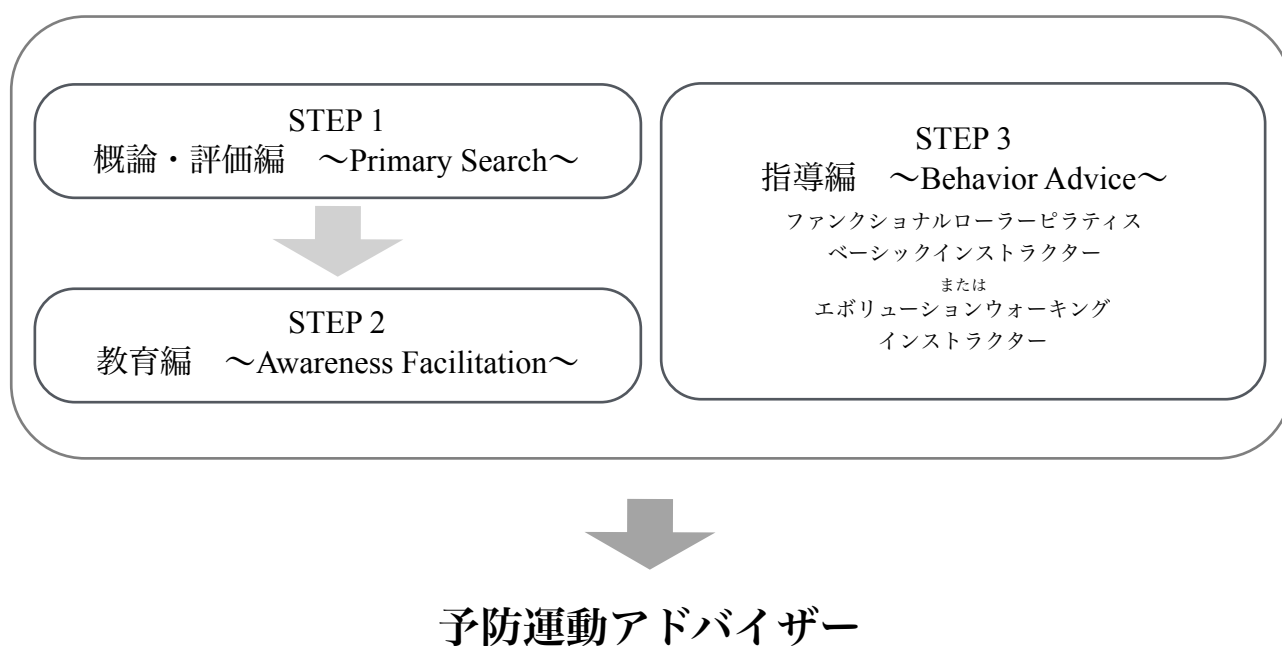 STEP 1
概論・評価編　〜Primary Search〜
STEP 2
教育編　〜Awareness Facilitation〜
STEP 3
指導編　〜Behavior Advice〜
ファンクショナルローラーピラティス
ベーシックインストラクター
または
エボリューションウォーキング
インストラクター
予防運動アドバイザー